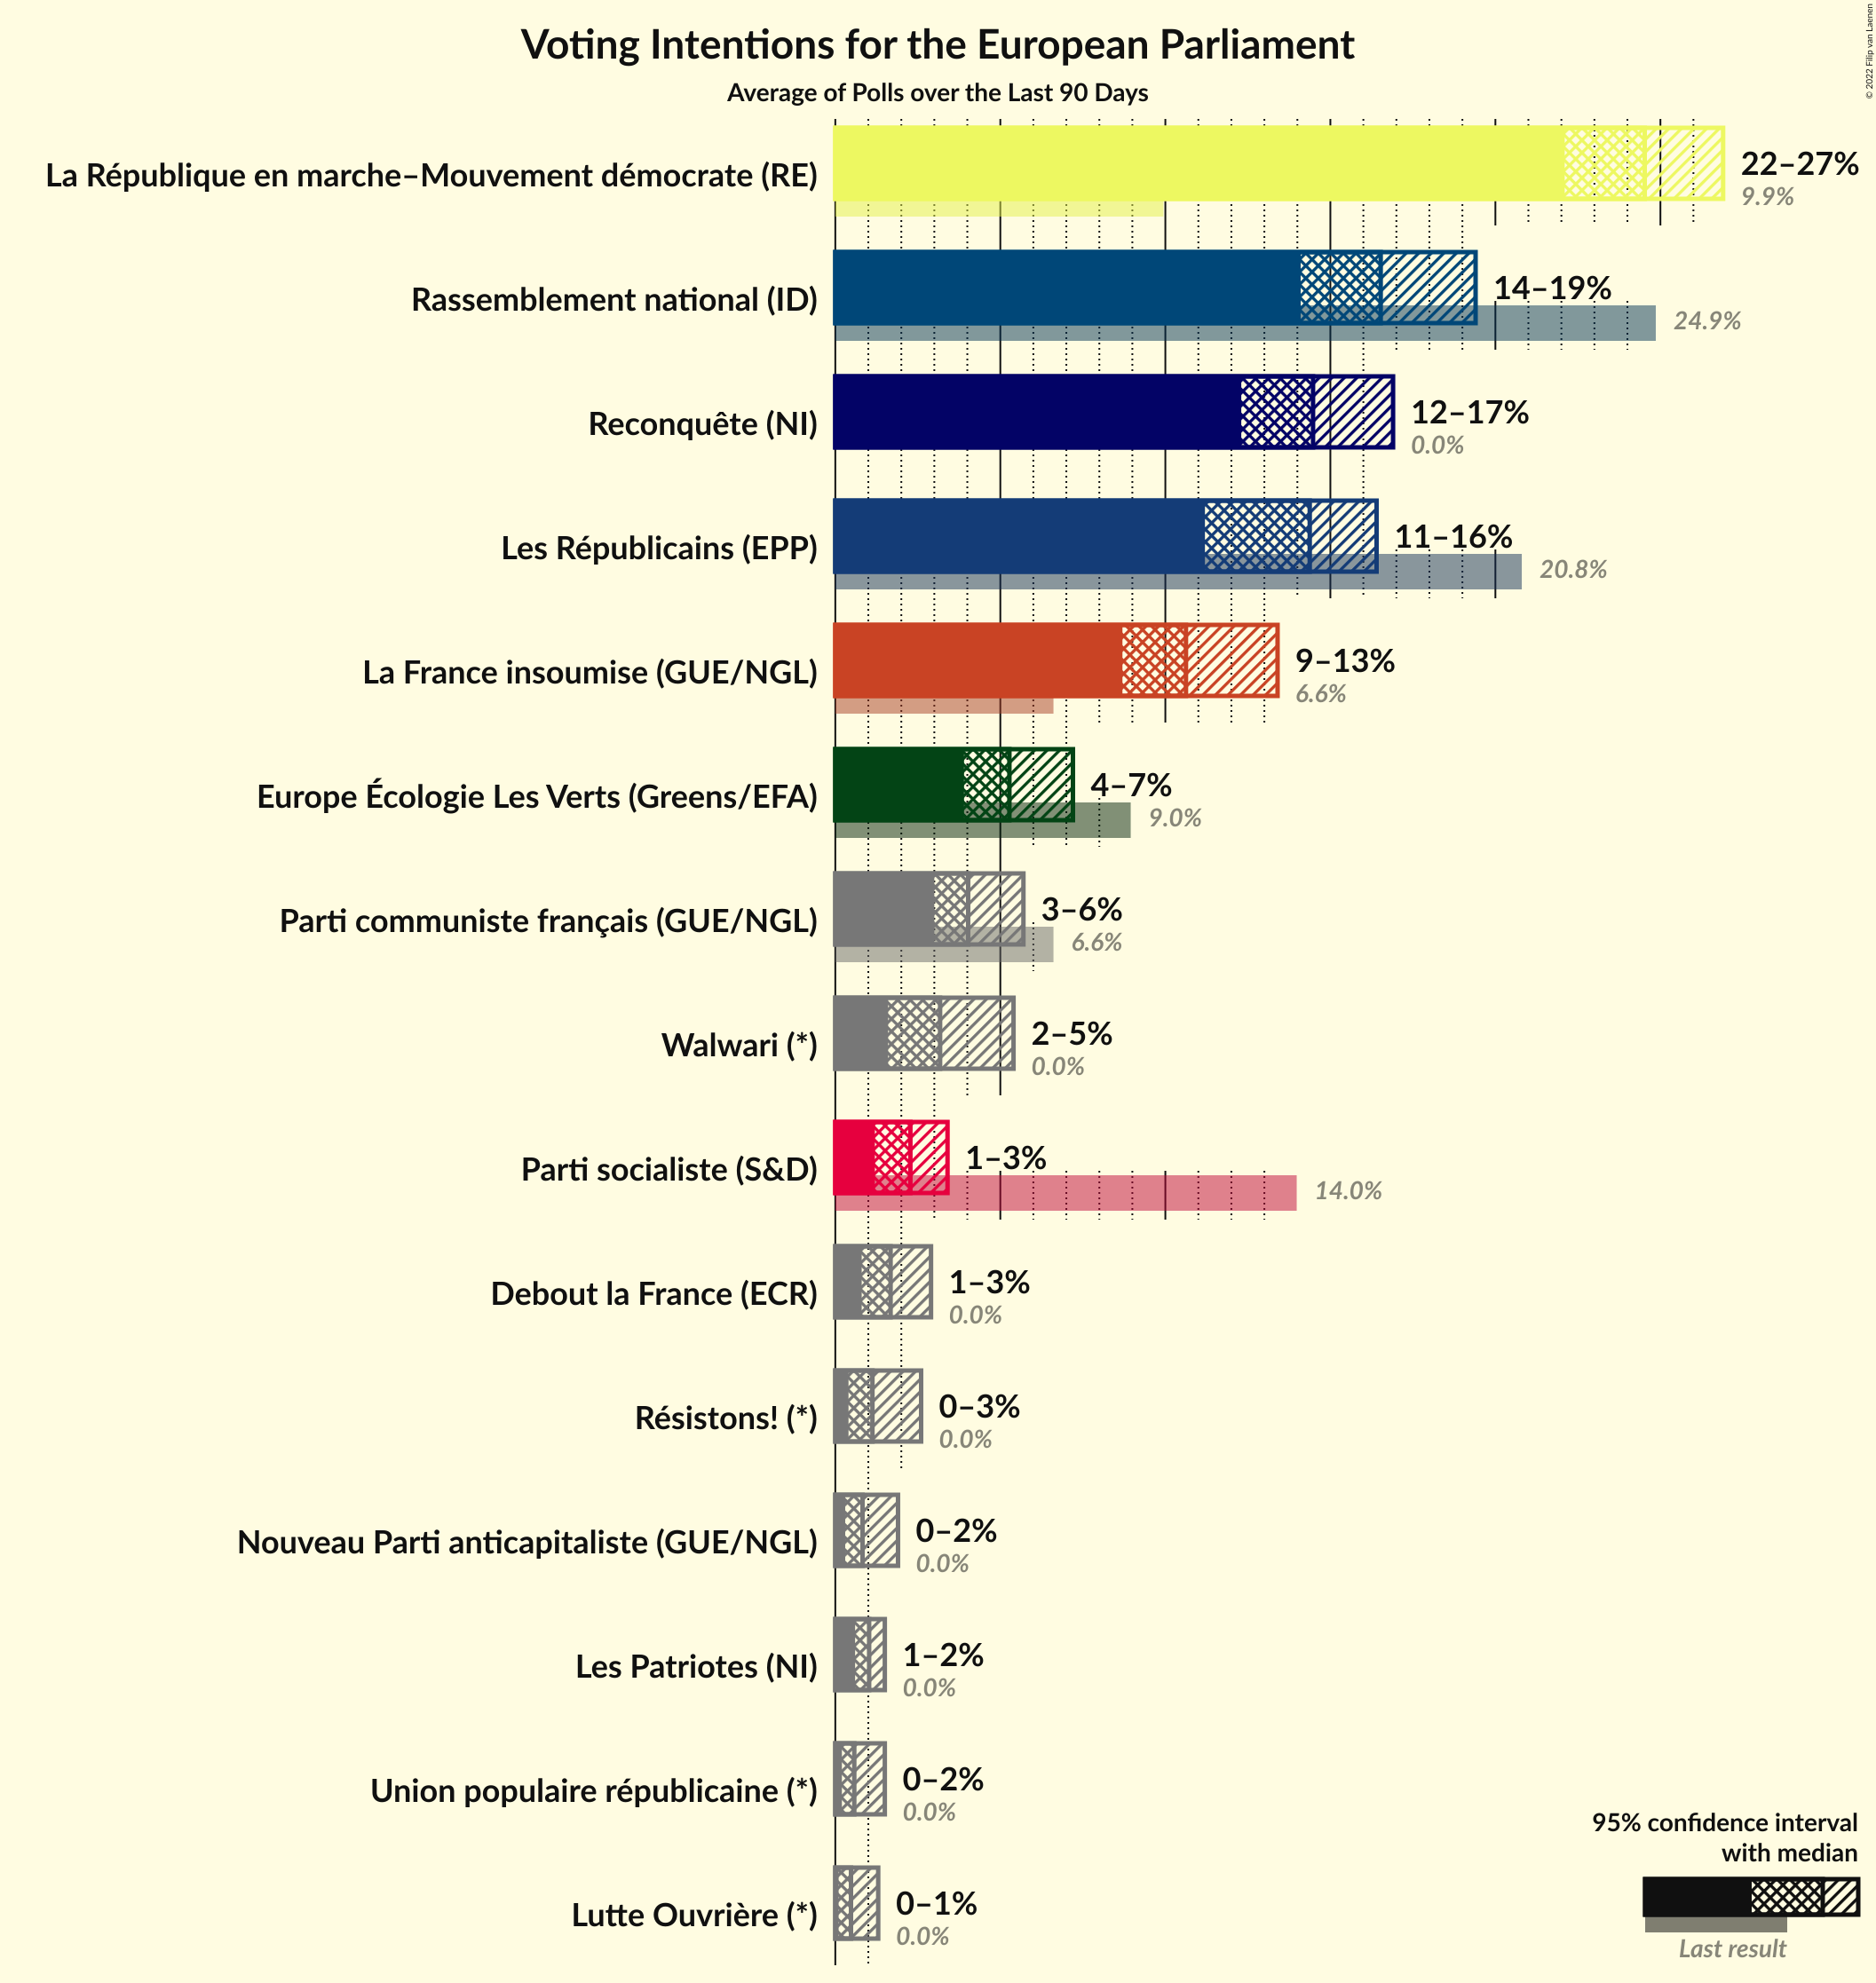 Voting Intentions for the European Parliament
Average of Polls over the Last 90 Days
© 2022 Filip van Laenen
La République en marche–Mouvement démocrate (RE)
22–27%
9.9%
Rassemblement national (ID)
14–19%
24.9%
Reconquête (NI)
12–17%
0.0%
Les Républicains (EPP)
11–16%
20.8%
La France insoumise (GUE/NGL)
9–13%
6.6%
Europe Écologie Les Verts (Greens/EFA)
4–7%
9.0%
Parti communiste français (GUE/NGL)
3–6%
6.6%
Walwari (*)
2–5%
0.0%
Parti socialiste (S&D)
1–3%
14.0%
Debout la France (ECR)
1–3%
0.0%
Résistons! (*)
0–3%
0.0%
Nouveau Parti anticapitaliste (GUE/NGL)
0–2%
0.0%
Les Patriotes (NI)
1–2%
0.0%
Union populaire républicaine (*)
0–2%
0.0%
Lutte Ouvrière (*)
0–1%
0.0%
95% confidence interval
with median
Last result